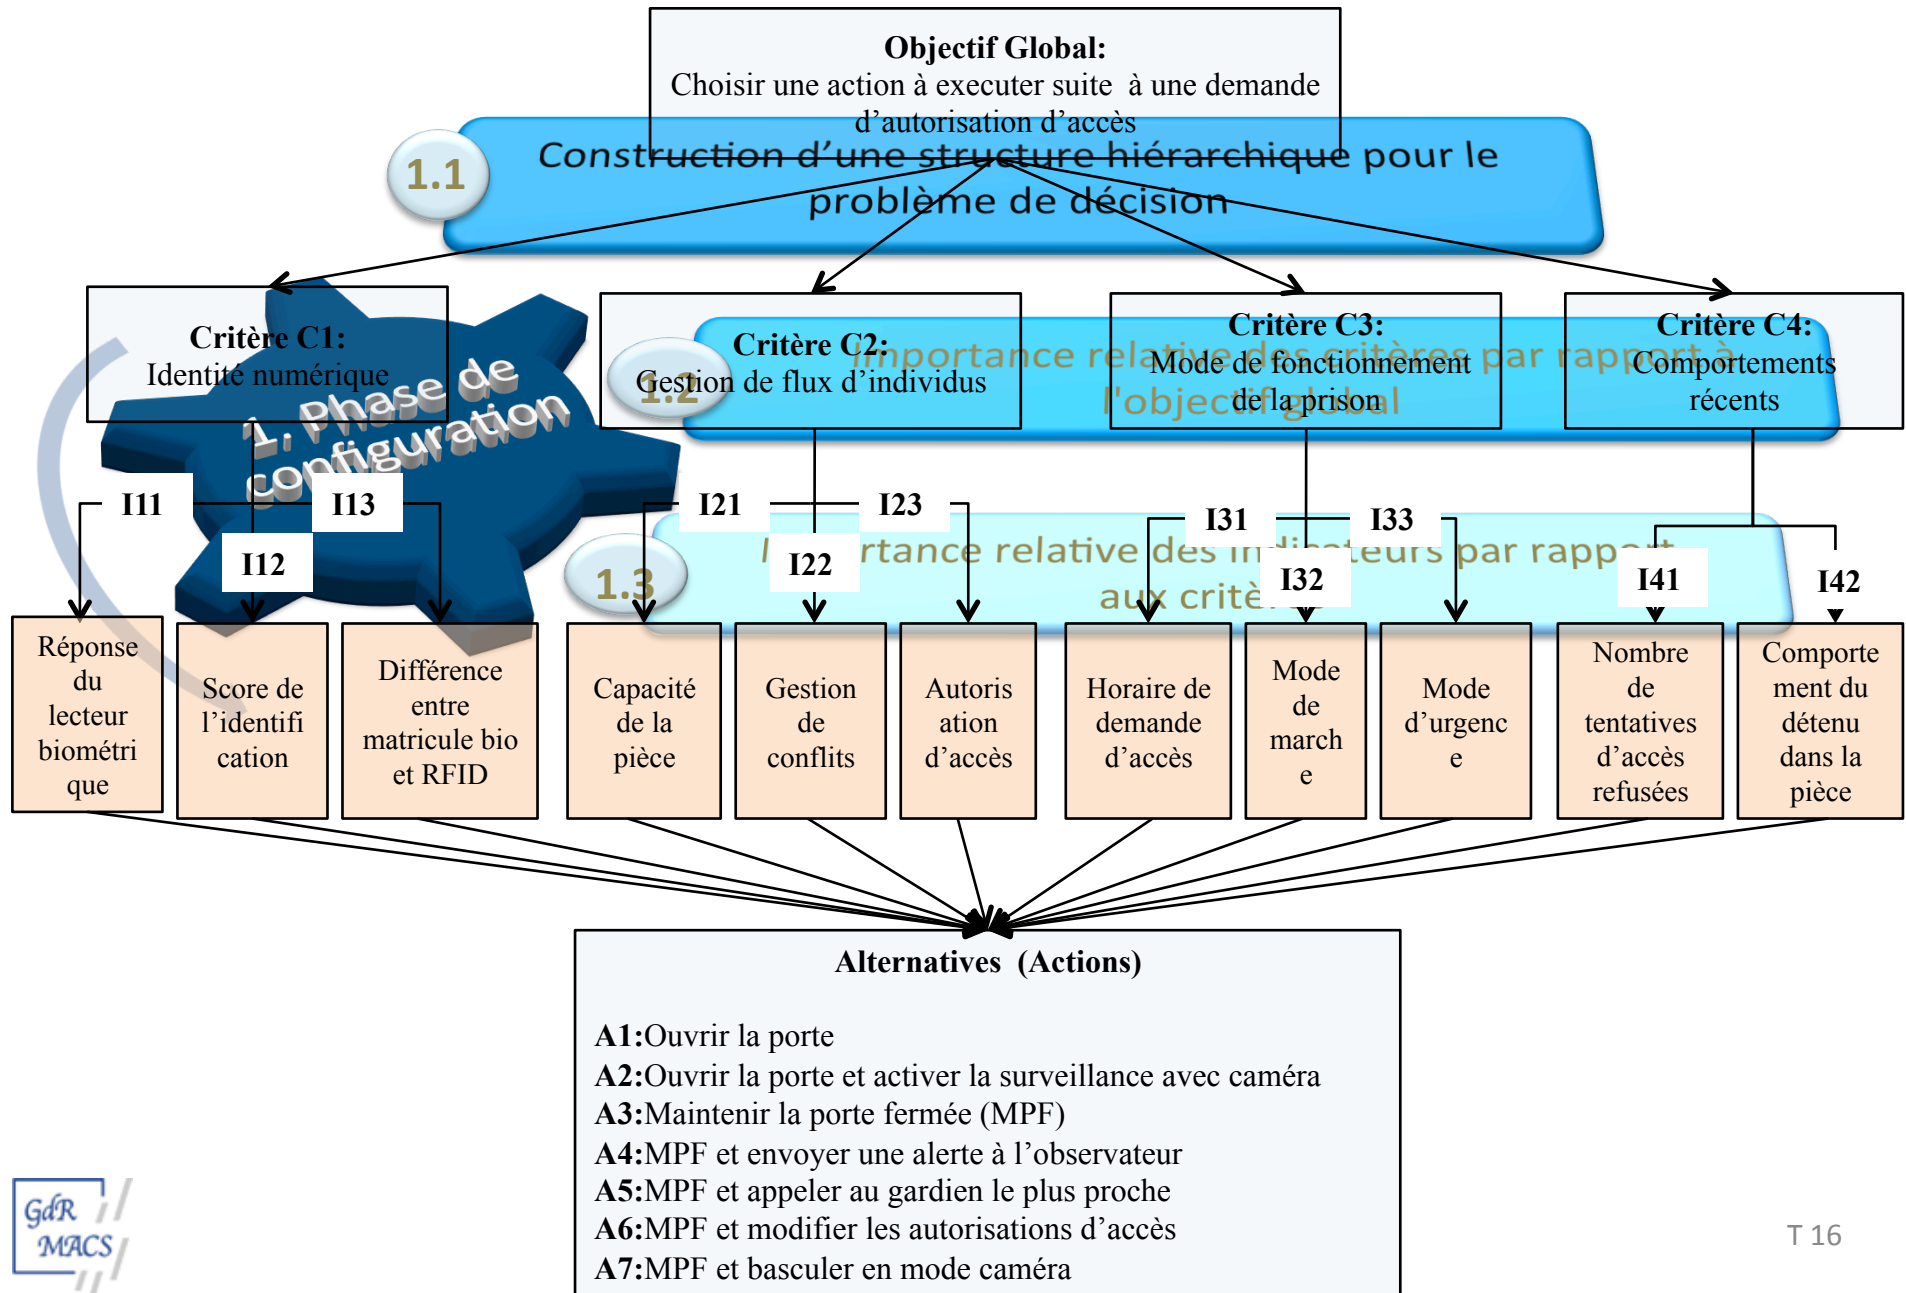 Objectif Global:
Choisir une action à executer suite à une demande
d’autorisation d’accès
1.1
Construction d’une structure hiérarchique pour le
problème de décision
Critère C1:
Identité numérique
Critère C2:
Gestion de flux d’individus
Critère C3:
Mode de fonctionnement
de la prison
Critère C4:
Comportements
récents
1. Phase de
configuration
1.2
Importance relative des critères par rapport à
l'objectif global
1.3
rtance relative des indicateurs par rapport
aux critè
I11
I12
I13
I21
I22
I23
I31
I32
I33
I41
I42
Réponse
du
lecteur
biométri
que
Score de
l’identifi
cation
Différence
entre
matricule bio
et RFID
Capacité
de la
pièce
Gestion
de
conflits
Autoris
ation
d’accès
Horaire de
demande
d’accès
Mode
de
march
e
Mode
d’urgenc
e
Nombre
de
tentatives
d’accès
refusées
Comporte
ment du
détenu
dans la
pièce
Alternatives (Actions)
A1:Ouvrir la porte
A2:Ouvrir la porte et activer la surveillance avec caméra
A3:Maintenir la porte fermée (MPF)
A4:MPF et envoyer une alerte à l’observateur
A5:MPF et appeler au gardien le plus proche
A6:MPF et modifier les autorisations d’accès
A7:MPF et basculer en mode caméra
GdR
MACS
T 16